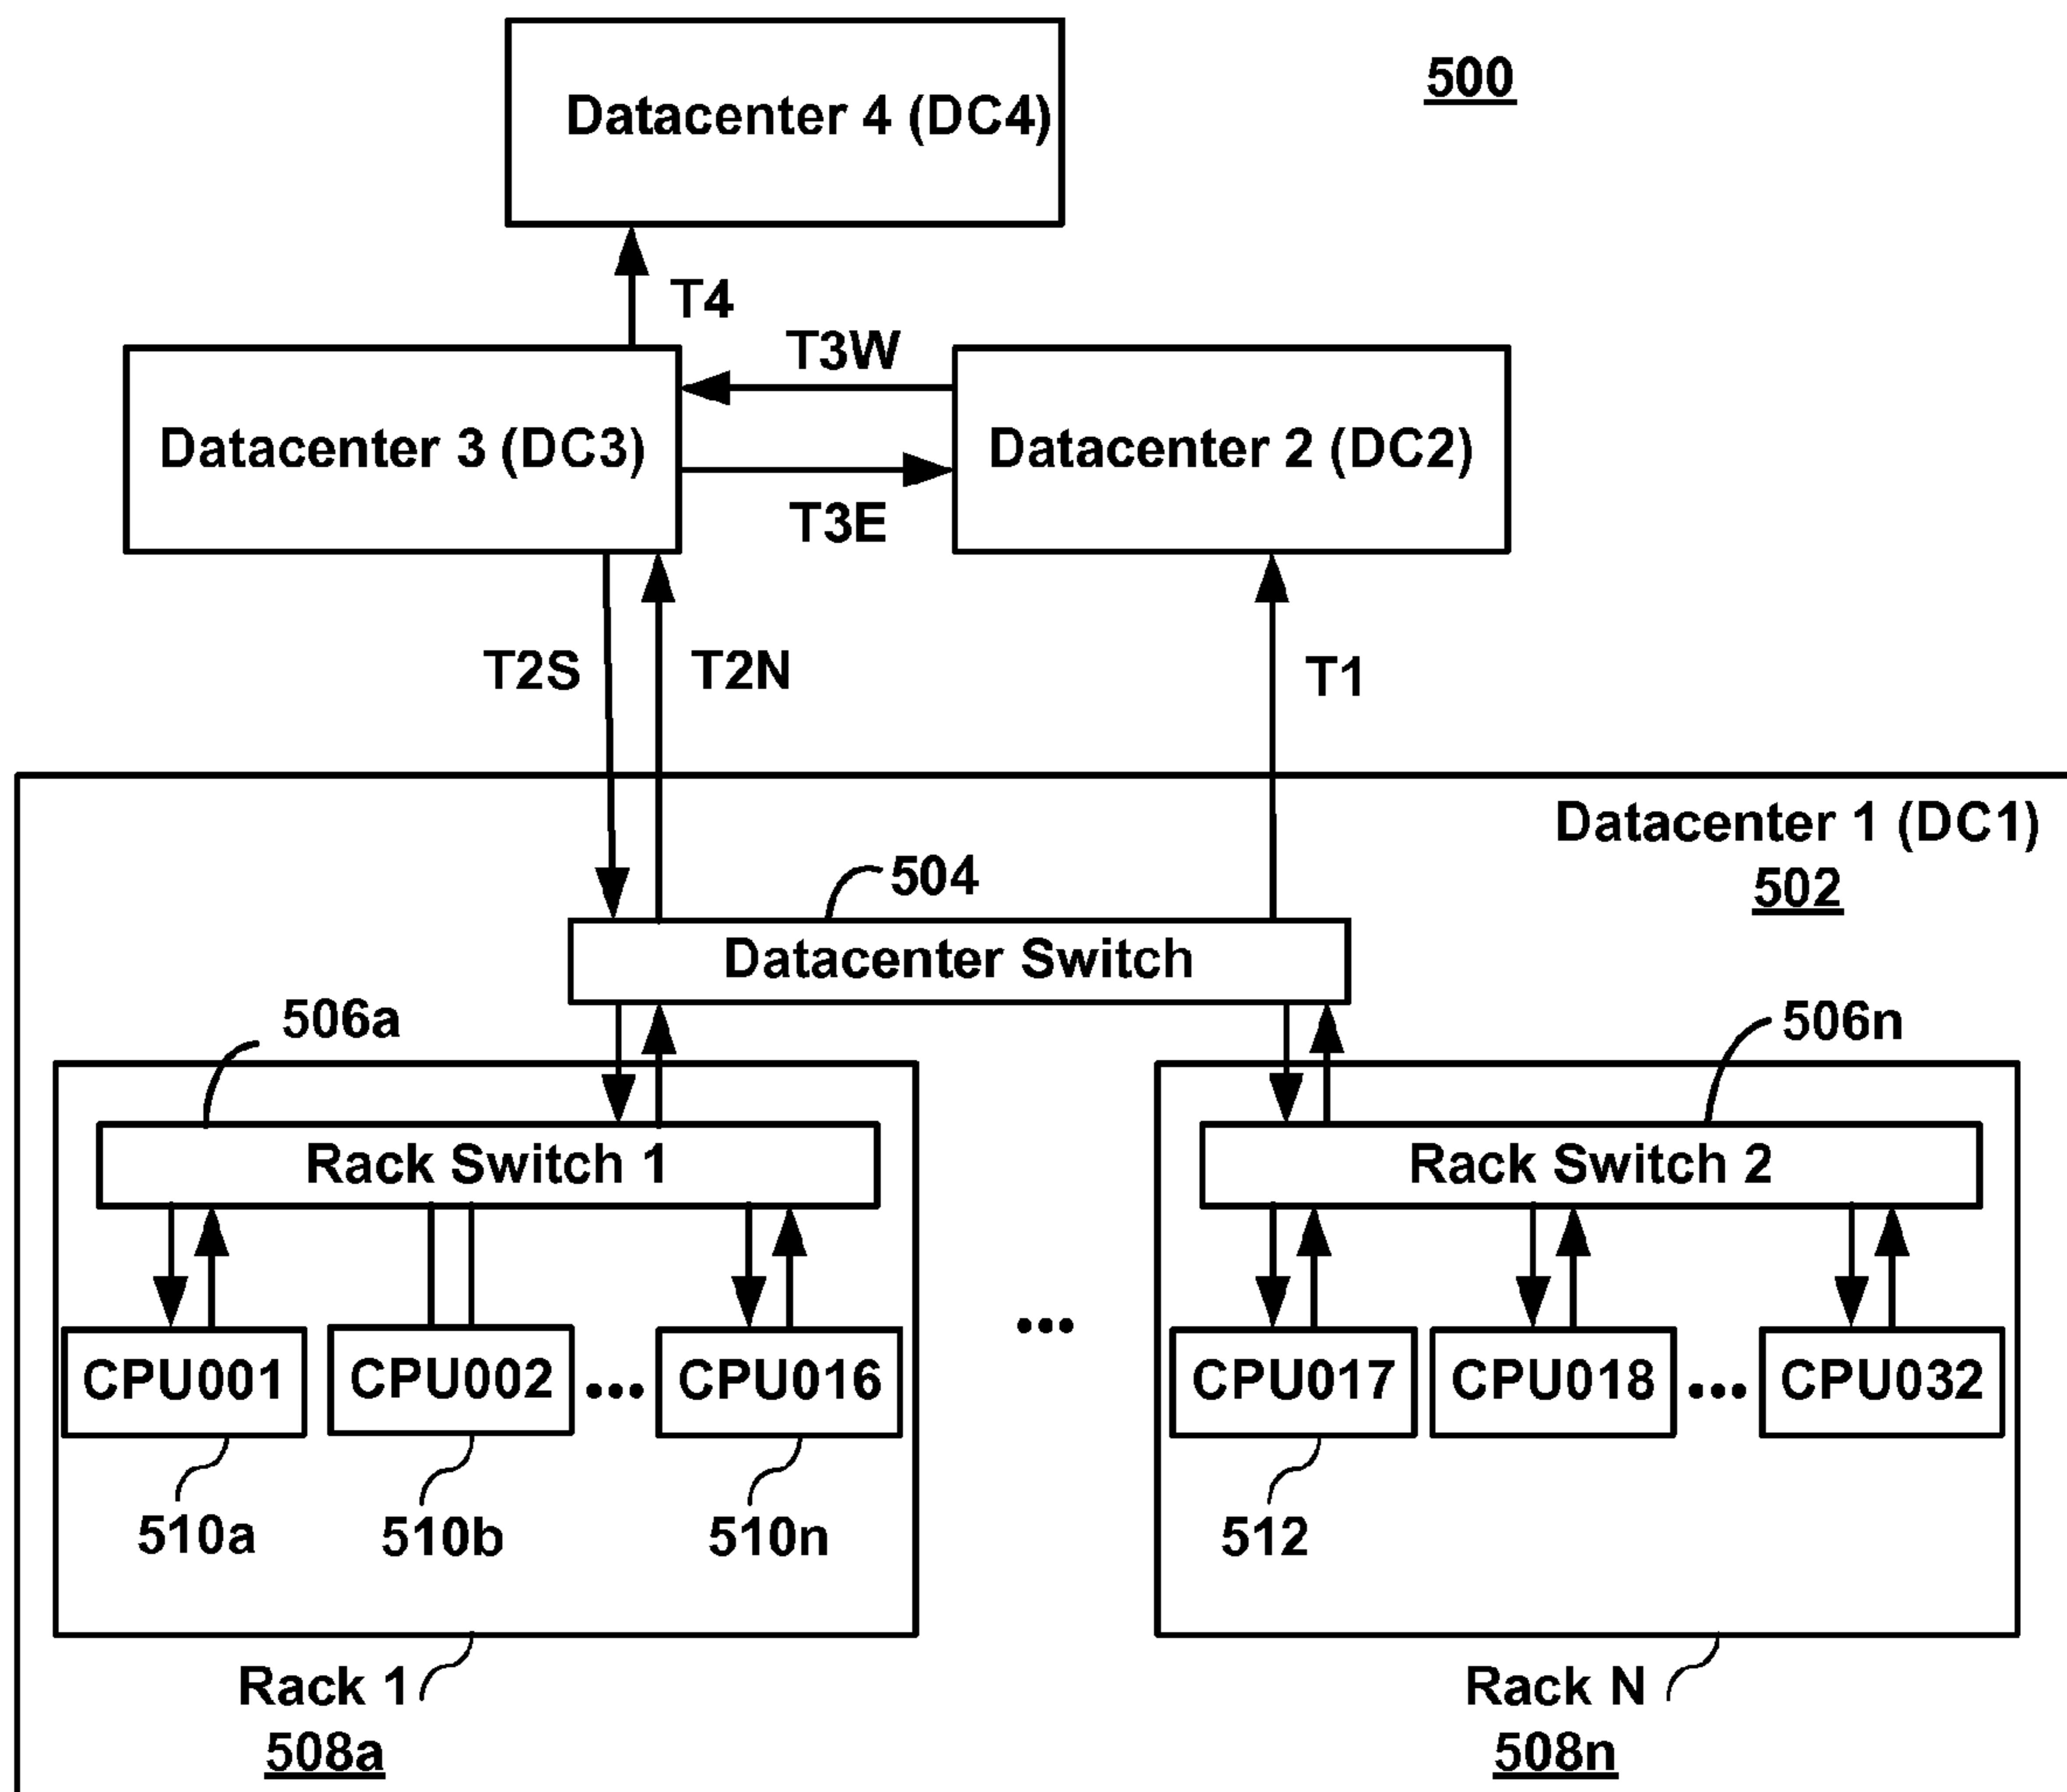 500
Datacenter 4 (DC4)
T4
T3W
Datacenter 3 (DC3)
Datacenter 2 (DC2)
T3E
T2S
T2N
T1
Datacenter 1 (DC1)
502
504
Datacenter Switch
506a
506n
Rack Switch 1
Rack Switch 2
CPU001
CPU002
...
CPU016
...
CPU017
CPU018
...
CPU032
510a
510b
510n
512
Rack 1
508a
Rack N
508n